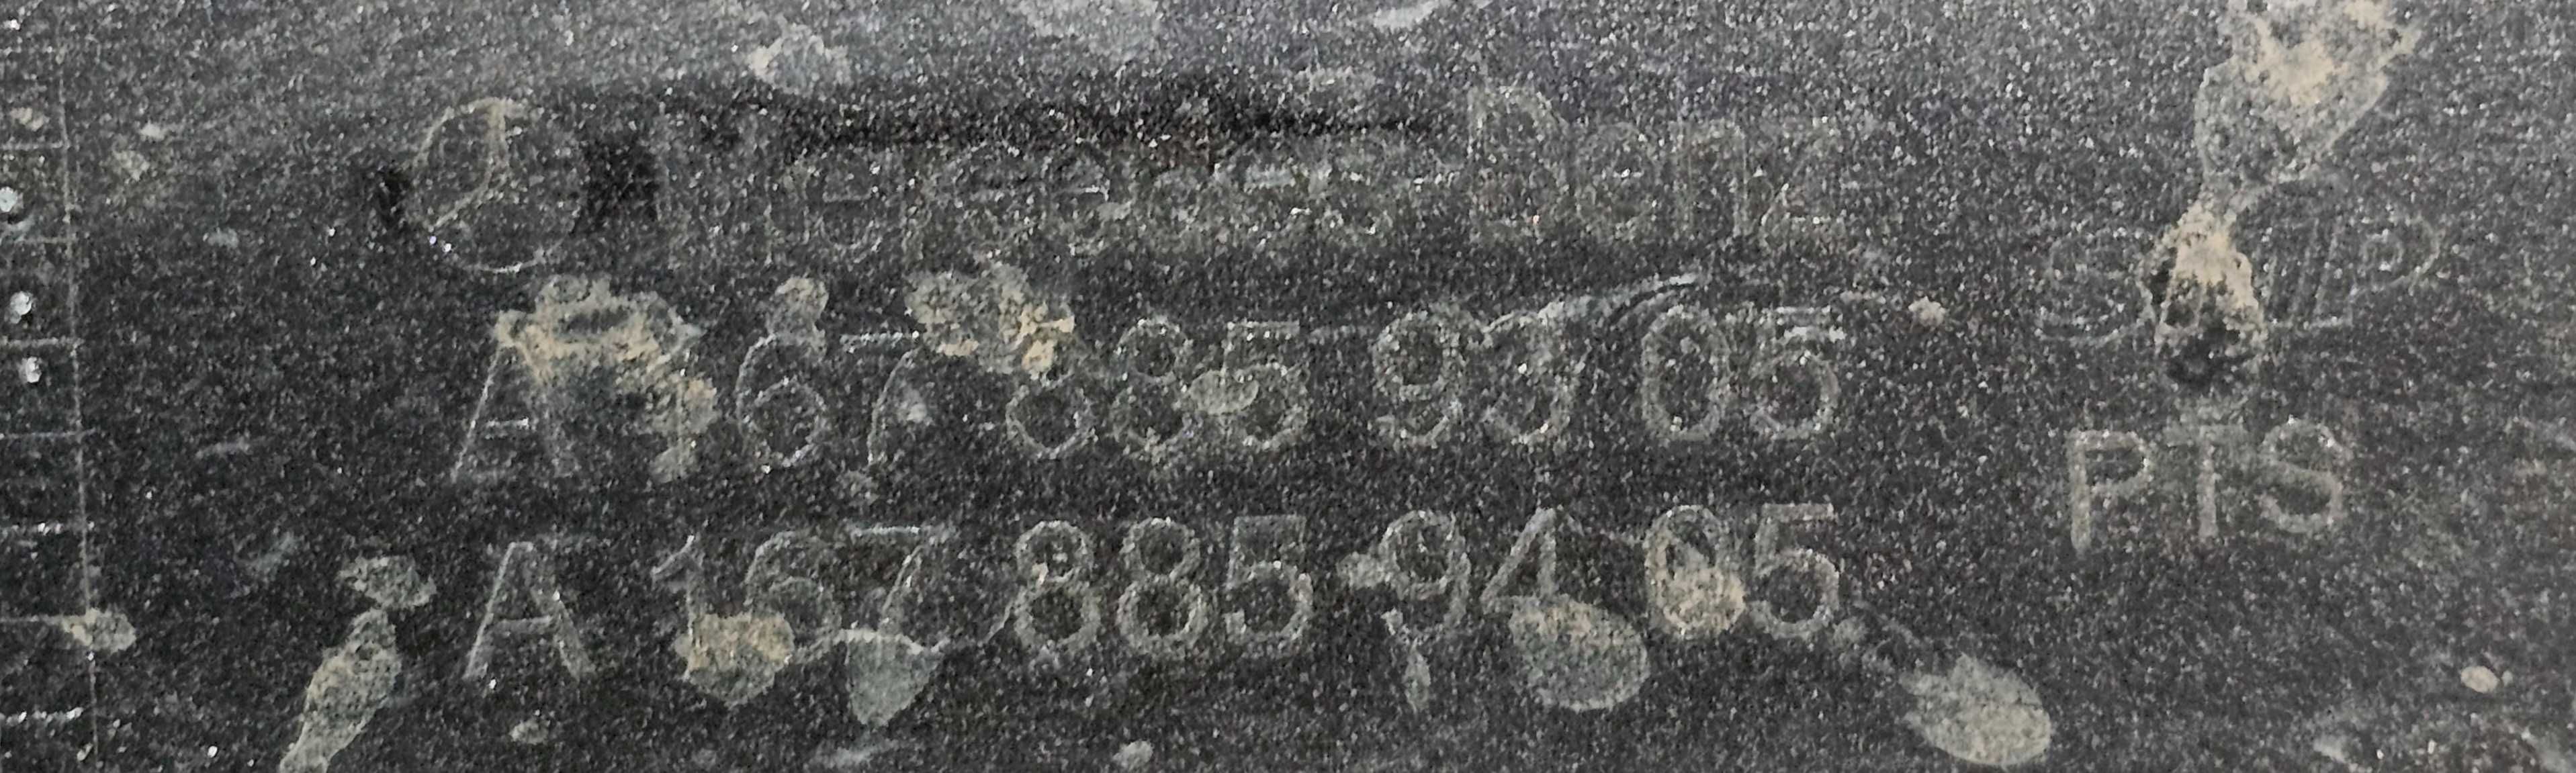 Mercedes-Benz
A 167 885 93 05
A 167 885 94 05
PTS